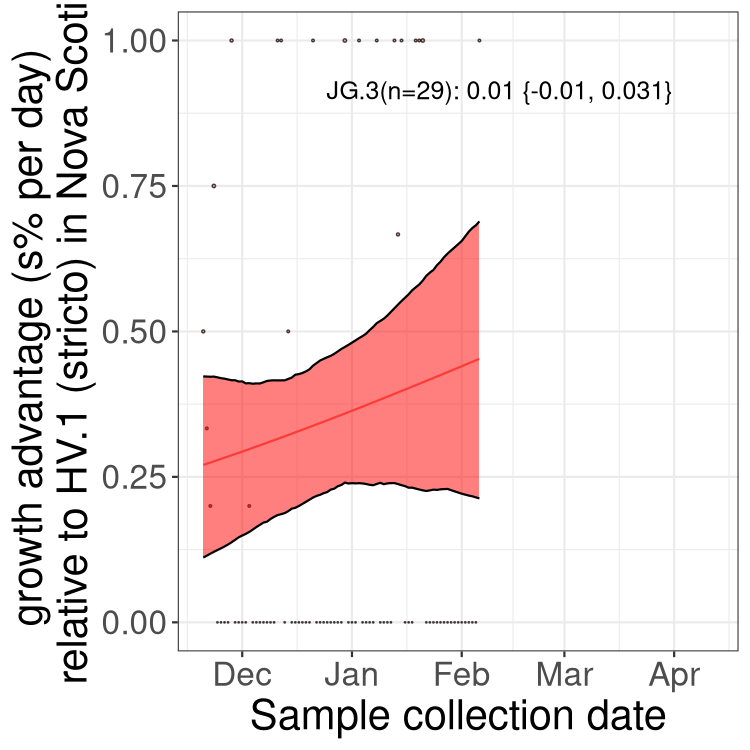 growth advantage (s% per day)
relative to HV.1 (stricto) in Nova Scoti
1.00
0.75
0.50
0.25
0.00
JG.3(n=29): 0.01 {-0.01, 0.031}
Dec Jan Feb Mar Apr
Sample collection date